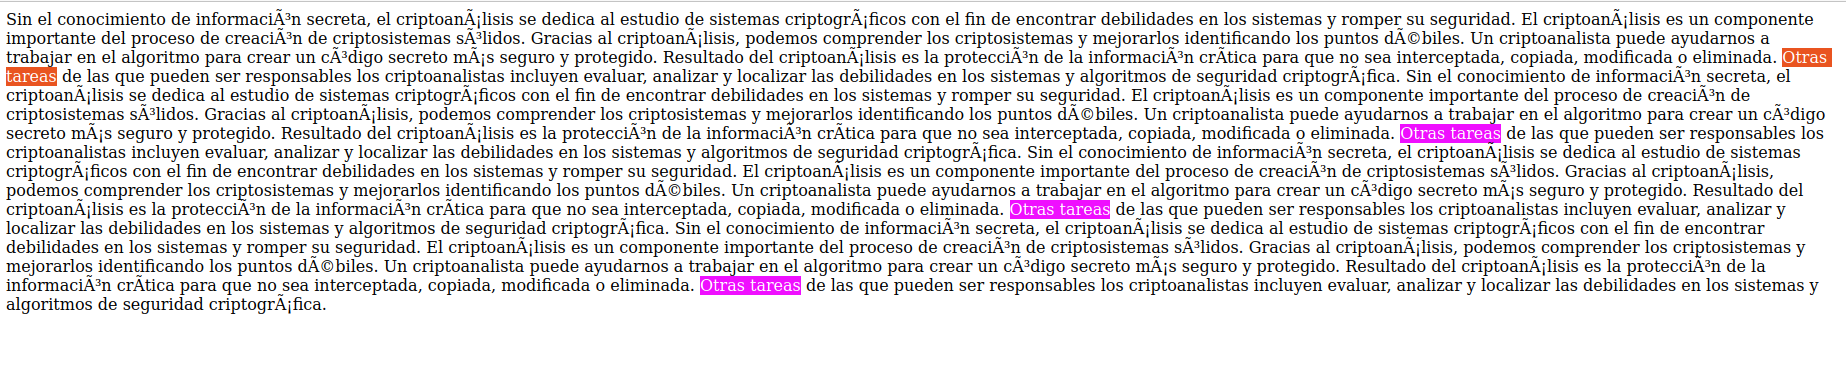 Sin el conocimiento de informaciÃ³n secreta, el criptoanÃ¡lisis se dedica al estudio de sistemas criptogrÃ¡ficos con el fin de encontrar debilidades en los sistemas y romper su seguridad. El criptoanÃ¡lisis es un componente
importante del proceso de creaciÃ³n de criptosistemas sÃ³lidos. Gracias al criptoanÃ¡lisis, podemos comprender los criptosistemas y mejorarlos identificando los puntos dÃ©biles. Un criptoanalista puede ayudarnos a
trabajar en el algoritmo para crear un cÃ³digo secreto mÃ¡s seguro y protegido. Resultado del criptoanÃ¡lisis es la protecciÃ³n de la informaciÃ³n crÃtica para que no sea interceptada, copiada, modificada o eliminada. Otras
tareas de las que pueden ser responsables los criptoanalistas incluyen evaluar, analizar y localizar las debilidades en los sistemas y algoritmos de seguridad criptogrÃ¡fica. Sin el conocimiento de informaciÃ³n secreta, el
criptoanÃ¡lisis se dedica al estudio de sistemas criptogrÃ¡ficos con el fin de encontrar debilidades en los sistemas y romper su seguridad. El criptoanÃ¡lisis es un componente importante del proceso de creaciÃ³n de
criptosistemas sÃ³lidos. Gracias al criptoanÃ¡lisis, podemos comprender los criptosistemas y mejorarlos identificando los puntos dÃ©biles. Un criptoanalista puede ayudarnos a trabajar en el algoritmo para crear un cÃ³digo
secreto mÃ¡s seguro y protegido. Resultado del criptoanÃ¡lisis es la protecciÃ³n de la informaciÃ³n crÃtica para que no sea interceptada, copiada, modificada o eliminada. Otras tareas de las que pueden ser responsables los
criptoanalistas incluyen evaluar, analizar y localizar las debilidades en los sistemas y algoritmos de seguridad criptogrÃ¡fica. Sin el conocimiento de informaciÃ³n secreta, el criptoanÃ¡lisis se dedica al estudio de sistemas
criptogrÃ¡ficos con el fin de encontrar debilidades en los sistemas y romper su seguridad. El criptoanÃ¡lisis es un componente importante del proceso de creaciÃ³n de criptosistemas sÃ³lidos. Gracias al criptoanÃ¡lisis,
podemos comprender los criptosistemas y mejorarlos identificando los puntos dÃ©biles. Un criptoanalista puede ayudarnos a trabajar en el algoritmo para crear un cÃ³digo secreto mÃ¡s seguro y protegido. Resultado del
criptoanÃ¡lisis es la protecciÃ³n de la informaciÃ³n crÃtica para que no sea interceptada, copiada, modificada o eliminada. Otras tareas de las que pueden ser responsables los criptoanalistas incluyen evaluar, analizar y
localizar las debilidades en los sistemas y algoritmos de seguridad criptogrÃ¡fica. Sin el conocimiento de informaciÃ³n secreta, el criptoanÃ¡lisis se dedica al estudio de sistemas criptogrÃ¡ficos con el fin de encontrar
debilidades en los sistemas y romper su seguridad. El criptoanÃ¡lisis es un componente importante del proceso de creaciÃ³n de criptosistemas sÃ³lidos. Gracias al criptoanÃ¡lisis, podemos comprender los criptosistemas y
mejorarlos identificando los puntos dÃ©biles. Un criptoanalista puede ayudarnos a trabajar en el algoritmo para crear un cÃ³digo secreto mÃ¡s seguro y protegido. Resultado del criptoanÃ¡lisis es la protecciÃ³n de la
informaciÃ³n crÃtica para que no sea interceptada, copiada, modificada o eliminada. Otras tareas de las que pueden ser responsables los criptoanalistas incluyen evaluar, analizar y localizar las debilidades en los sistemas y
algoritmos de seguridad criptogrÃ¡fica.